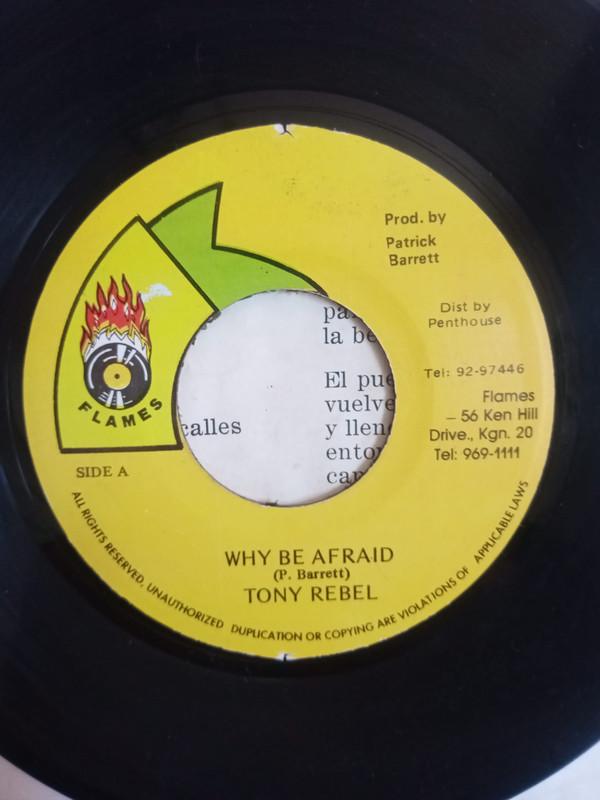 Prod. by
Patrick
Barrett
Dist by
Penthouse
Tel: 92-97446
Flames
– 56 Ken Hill
Drive., Kgn. 20
Tel: 969-1111
FLAMES
SIDE A
la be
El pue
vuelve
y llen
calles
WHY BE AFRAID
(P. Barrett)
TONY REBEL
ALL RIGHTS RESERVED, UNAUTHORIZED DUPLICATION OR COPYING ARE VIOLATIONS OF APPLICABLE LAWS